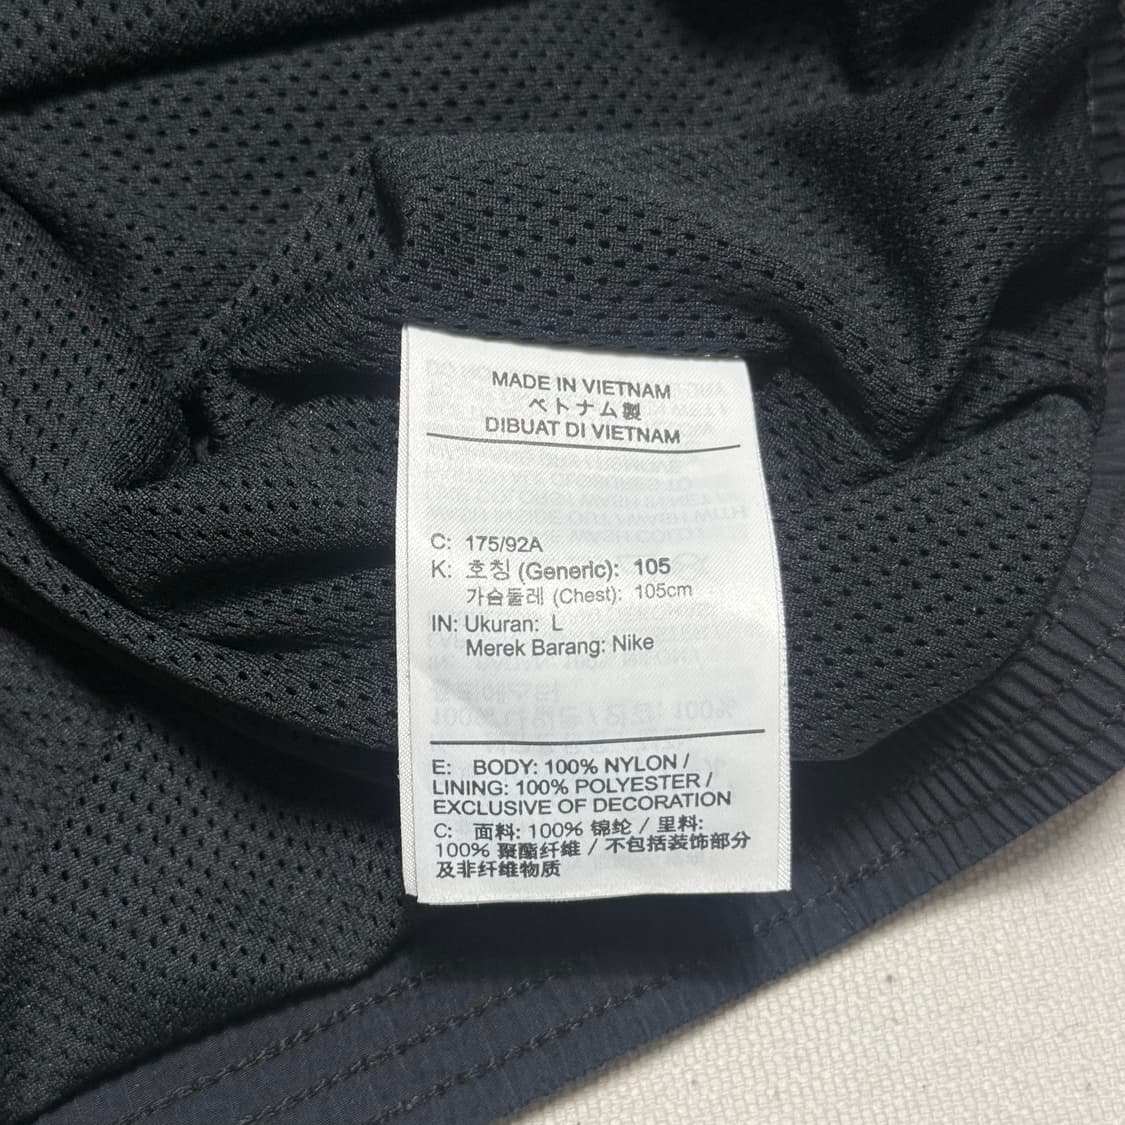 MADE IN VIETNAM
ベトナム製
DIBUAT DI VIETNAM
C: 175/92A
K: 호칭 (Generic): 105
가슴둘레 (Chest): 105cm
IN: Ukuran: L
Merek Barang: Nike
E: BODY: 100% NYLON /
LINING: 100% POLYESTER /
EXCLUSIVE OF DECORATION
C: 面料: 100% 锦纶 / 里料:
100% 聚酯纤维 / 不包括装饰部分
及非纤维物质